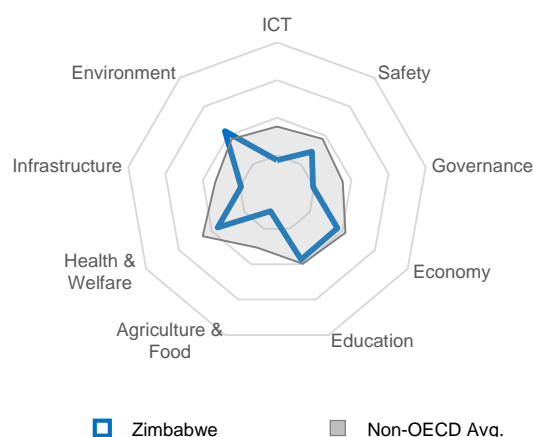 ICT
Environment
Safety
Infrastructure
Governance
Health &
Welfare
Economy
Agriculture &
Food
Education
Zimbabwe
Non-OECD Avg.